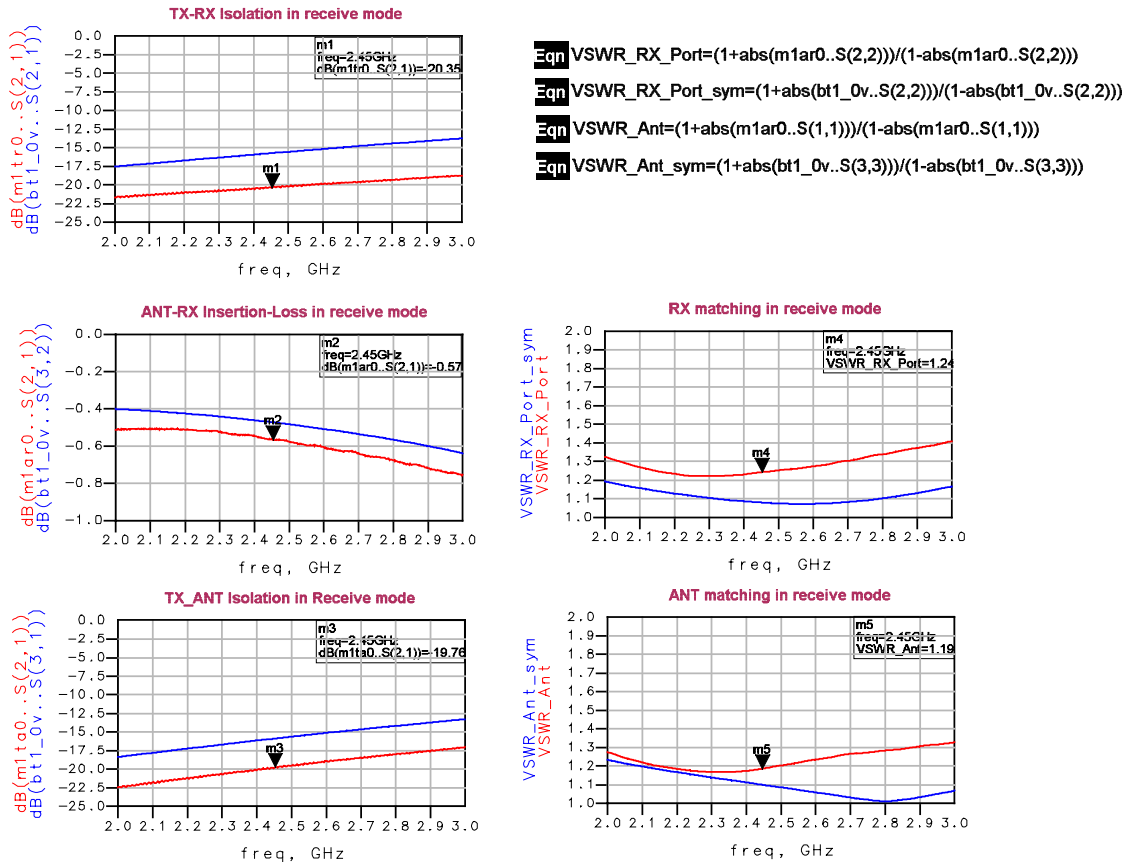 TX-RX Isolation in receive mode
dB(m1tr0..S(2,1))
dB(bt1_0v..S(2,1))
0.0
-2.5
-5.0
-7.5
-10.0
-12.5
-15.0
-17.5
-20.0
-22.5
-25.0
m1
freq=2.45GHz
dB(m1tr0..S(2,1))=-20.35
m1
2.0 2.1 2.2 2.3 2.4 2.5 2.6 2.7 2.8 2.9 3.0
freq, GHz
Eqn VSWR_RX_Port=(1+abs(m1ar0..S(2,2)))/(1-abs(m1ar0..S(2,2)))
Eqn VSWR_RX_Port_sym=(1+abs(bt1_0v..S(2,2)))/(1-abs(bt1_0v..S(2,2)))
Eqn VSWR_Ant=(1+abs(m1ar0..S(1,1)))/(1-abs(m1ar0..S(1,1)))
Eqn VSWR_Ant_sym=(1+abs(bt1_0v..S(3,3)))/(1-abs(bt1_0v..S(3,3)))
ANT-RX Insertion-Loss in receive mode
dB(m1ar0..S(2,1))
dB(bt1_0v..S(3,2))
0.0
-0.2
-0.4
-0.6
-0.8
-1.0
m2
freq=2.45GHz
dB(m1ar0..S(2,1))=-0.57
m2
2.0 2.1 2.2 2.3 2.4 2.5 2.6 2.7 2.8 2.9 3.0
freq, GHz
RX matching in receive mode
VSWR_RX_Port_sym
VSWR_RX_Port
2.0
1.9
1.8
1.7
1.6
1.5
1.4
1.3
1.2
1.1
1.0
m4
freq=2.45GHz
VSWR_RX_Port=1.24
m4
2.0 2.1 2.2 2.3 2.4 2.5 2.6 2.7 2.8 2.9 3.0
freq, GHz
TX_ANT Isolation in Receive mode
dB(m1ta0..S(2,1))
dB(bt1_0v..S(3,1))
0.0
-2.5
-5.0
-7.5
-10.0
-12.5
-15.0
-17.5
-20.0
-22.5
-25.0
m3
freq=2.45GHz
dB(m1ta0..S(2,1))=-19.76
m3
2.0 2.1 2.2 2.3 2.4 2.5 2.6 2.7 2.8 2.9 3.0
freq, GHz
ANT matching in receive mode
VSWR_Ant_sym
VSWR_Ant
2.0
1.9
1.8
1.7
1.6
1.5
1.4
1.3
1.2
1.1
1.0
m5
freq=2.45GHz
VSWR_Ant=1.19
m5
2.0 2.1 2.2 2.3 2.4 2.5 2.6 2.7 2.8 2.9 3.0
freq, GHz